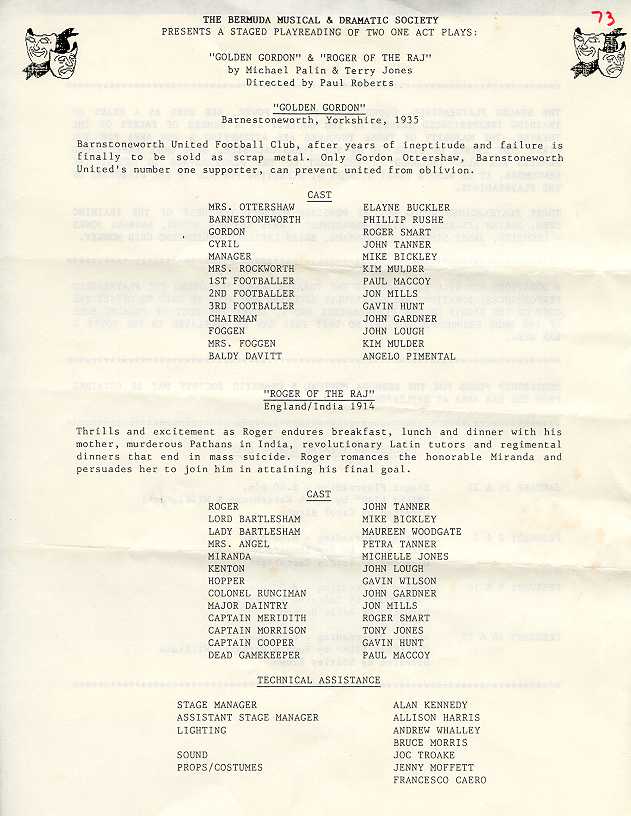 73
THE BERMUDA MUSICAL & DRAMATIC SOCIETY
PRESENTS A STAGED PLAYREADING OF TWO ONE ACT PLAYS:
"GOLDEN GORDON" & "ROGER OF THE RAJ"
by Michael Palin & Terry Jones
Directed by Paul Roberts
"GOLDEN GORDON"
Barnestoneworth, Yorkshire, 1935
Barnstoneworth United Football Club, after years of ineptitude and failure is
finally to be sold as scrap metal. Only Gordon Ottershaw, Barnstoneworth
United's number one supporter, can prevent united from oblivion.
CAST
MRS. OTTERSHAW ELAYNE BUCKLER
BARNESTONEWORTH PHILLIP RUSHE
GORDON ROGER SMART
CYRIL JOHN TANNER
MANAGER MIKE BICKLEY
MRS. ROCKWORTH KIM MULDER
1ST FOOTBALLER PAUL MACCOY
2ND FOOTBALLER JON MILLS
3RD FOOTBALLER GAVIN HUNT
CHAIRMAN JOHN GARDNER
FOGGEN JOHN LOUGH
MRS. FOGGEN KIM MULDER
BALDY DAVITT ANGELO PIMENTAL
"ROGER OF THE RAJ"
England/India 1914
Thrills and excitement as Roger endures breakfast, lunch and dinner with his
mother, murderous Pathans in India, revolutionary Latin tutors and regimental
dinners that end in mass suicide. Roger romances the honorable Miranda and
persuades her to join him in attaining his final goal.
CAST
ROGER JOHN TANNER
LORD BARTLESHAM MIKE BICKLEY
LADY BARTLESHAM MAUREEN WOODGATE
MRS. ANGEL PETRA TANNER
MIRANDA MICHELLE JONES
KENTON JOHN LOUGH
HOPPER GAVIN WILSON
COLONEL RUNCIMAN JOHN GARDNER
MAJOR DAINTRY JON MILLS
CAPTAIN MERIDITH ROGER SMART
CAPTAIN MORRISON TONY JONES
CAPTAIN COOPER GAVIN HUNT
DEAD GAMEKEEPER PAUL MACCOY
TECHNICAL ASSISTANCE
STAGE MANAGER ALAN KENNEDY
ASSISTANT STAGE MANAGER ALLISON HARRIS
LIGHTING ANDREW WHALLEY
BRUCE MORRIS
SOUND JOC TROAKE
PROPS/COSTUMES JENNY MOFFETT
FRANCESCO CAERO